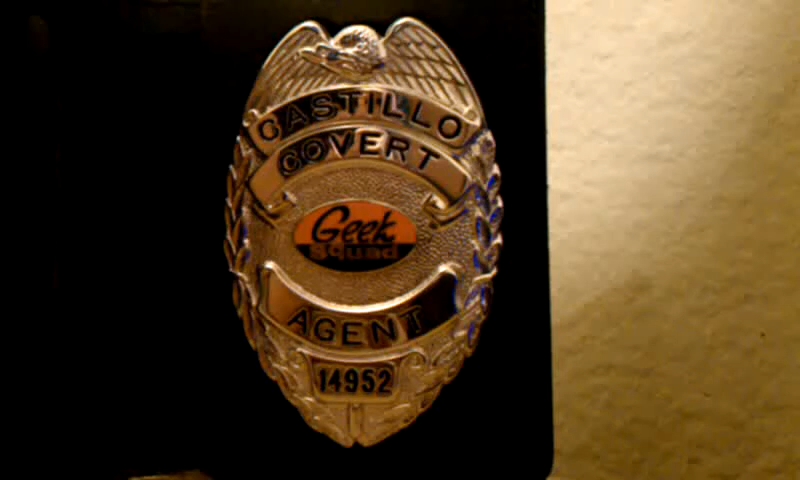 CASTILLO
COVERT
Geek
Squad
AGENT
14952